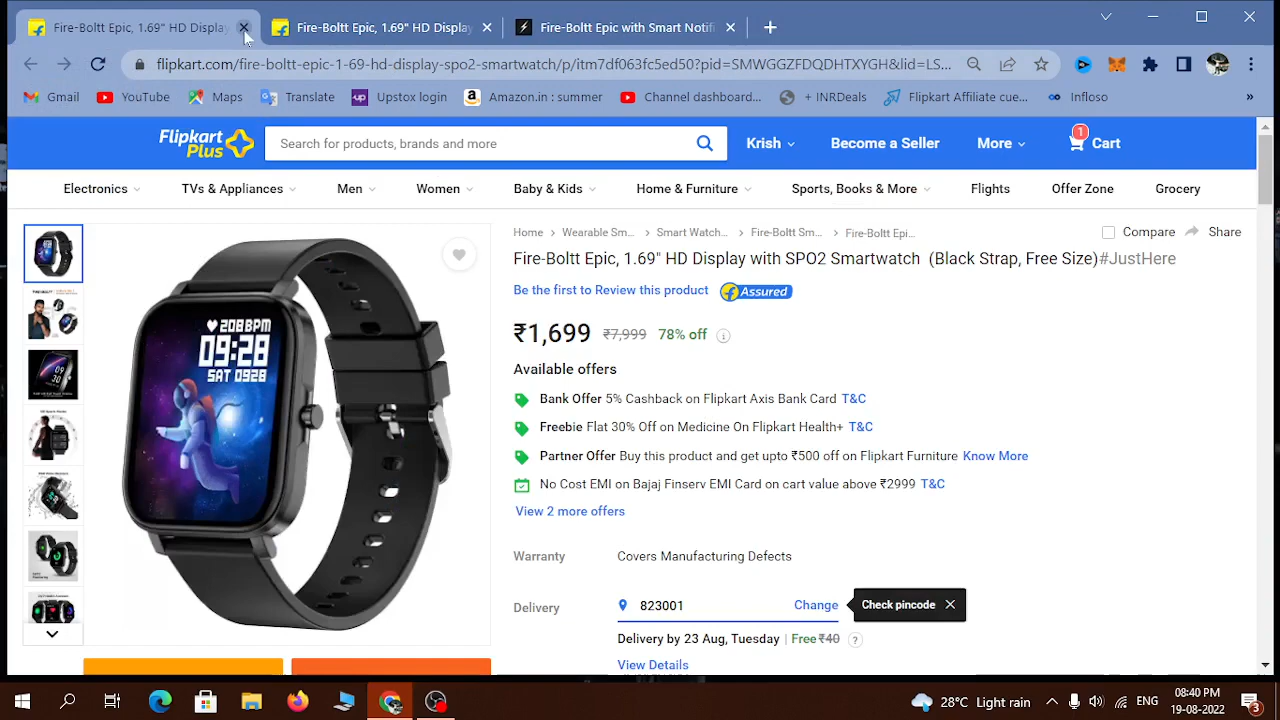 Fire-Boltt Epic, 1.69" HD Display
Fire-Boltt Epic, 1.69" HD Display
Fire-Boltt Epic with Smart Notifi
flipkart.com/fire-boltt-epic-1-69-hd-display-spo2-smartwatch/p/itm7df063fc5ed50?pid=SMWGGZFDQDHTXYGH&lid=LS...
Gmail YouTube Maps Translate Upstox login Amazon.in : summer Channel dashboard... + INRDeals Flipkart Affiliate cue... Infloso »
Flipkart
Plus
Search for products, brands and more
Krish
Become a Seller
More
1
Cart
Electronics TVs & Appliances Men Women Baby & Kids Home & Furniture Sports, Books & More Flights Offer Zone Grocery
Home > Wearable Sm... > Smart Watch... > Fire-Boltt Sm... > Fire-Boltt Epi...
Compare Share
Fire-Boltt Epic, 1.69" HD Display with SPO2 Smartwatch (Black Strap, Free Size)#JustHere
Be the first to Review this product Assured
₹1,699 ₹7,999 78% off
Available offers
Bank Offer 5% Cashback on Flipkart Axis Bank Card T&C
Freebie Flat 30% Off on Medicine On Flipkart Health+ T&C
Partner Offer Buy this product and get upto ₹500 off on Flipkart Furniture Know More
No Cost EMI on Bajaj Finserv EMI Card on cart value above ₹2999 T&C
View 2 more offers
Warranty Covers Manufacturing Defects
Delivery 823001 Change Check pincode
Delivery by 23 Aug, Tuesday | Free ₹40 ?
View Details
208 BPM
09:28
SAT 0928
28°C Light rain
ENG
08:40 PM
19-08-2022
3